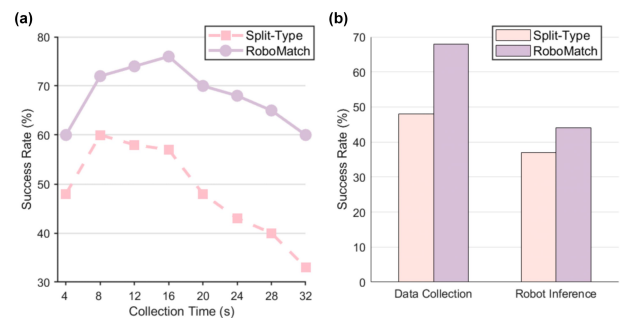 (a)
Split-Type
RoboMatch
80
70
60
50
40
30
Success Rate (%)
4 8 12 16 20 24 28 32
Collection Time (s)
(b)
Split-Type
RoboMatch
70
60
50
40
30
20
10
0
Success Rate (%)
Data Collection Robot Inference